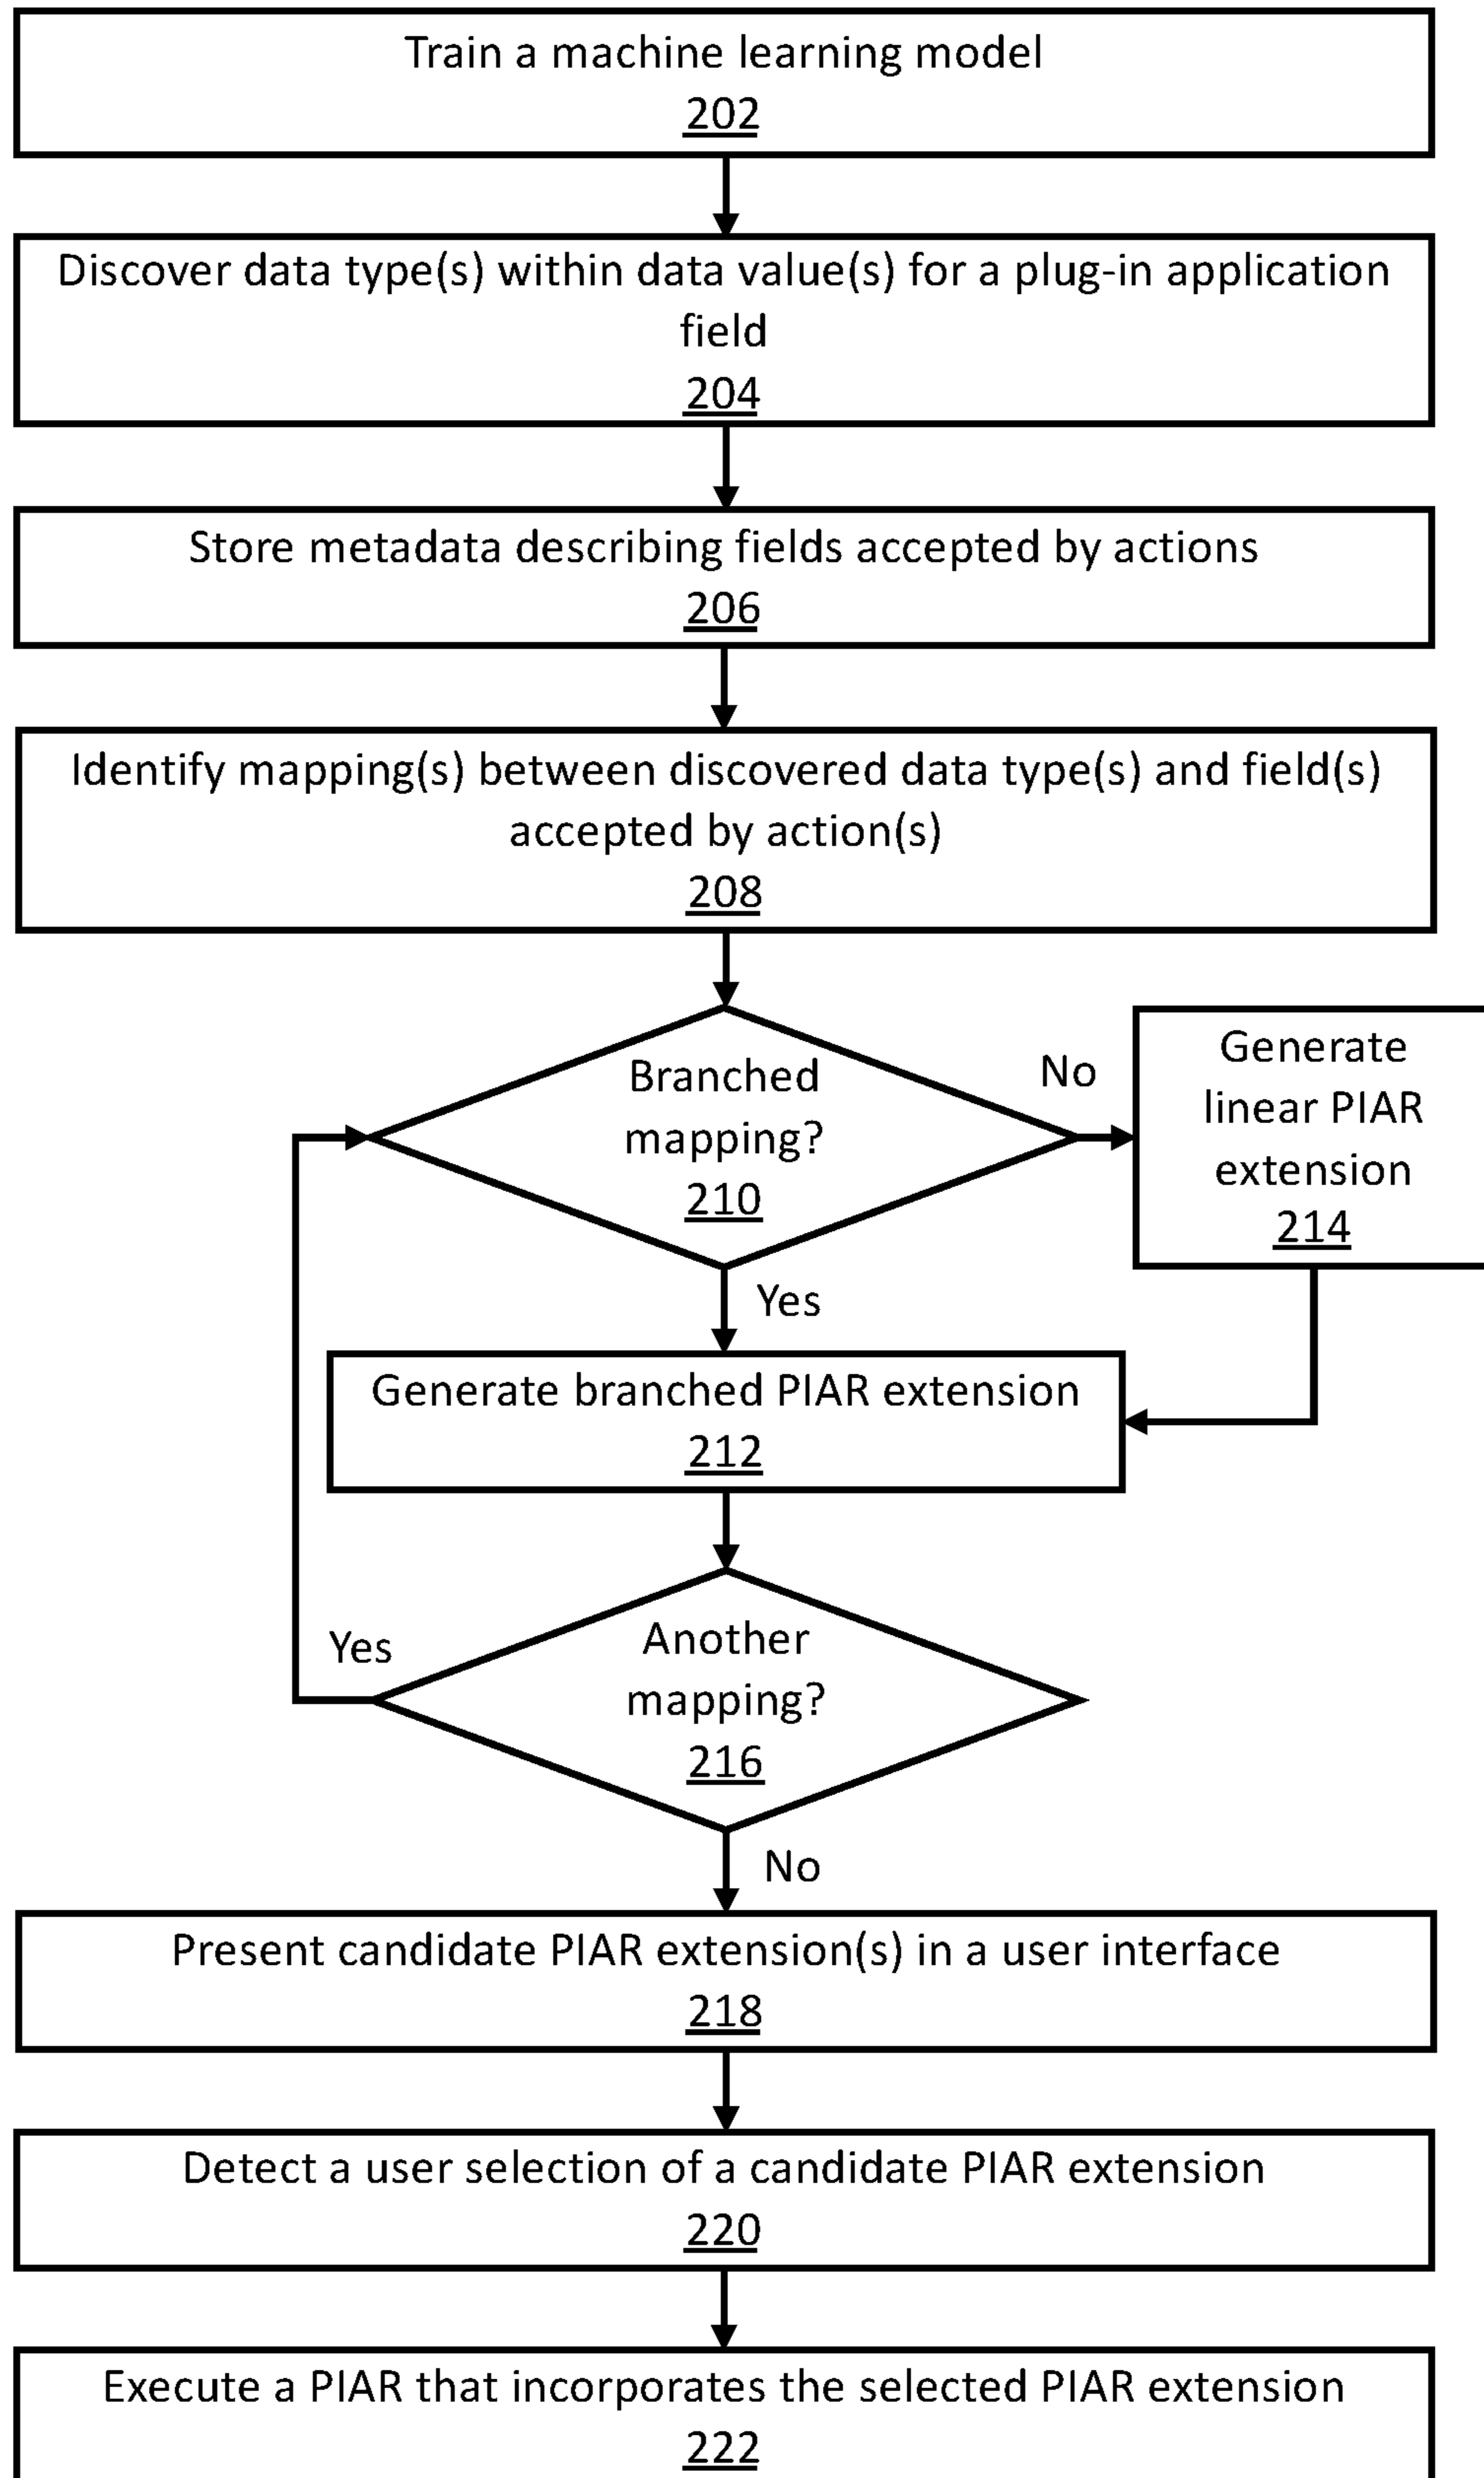 Train a machine learning model
202
Discover data type(s) within data value(s) for a plug-in application
field
204
Store metadata describing fields accepted by actions
206
Identify mapping(s) between discovered data type(s) and field(s)
accepted by action(s)
208
Branched
mapping?
210
No
Generate
linear PIAR
extension
214
Yes
Generate branched PIAR extension
212
Another
mapping?
216
Yes
No
Present candidate PIAR extension(s) in a user interface
218
Detect a user selection of a candidate PIAR extension
220
Execute a PIAR that incorporates the selected PIAR extension
222